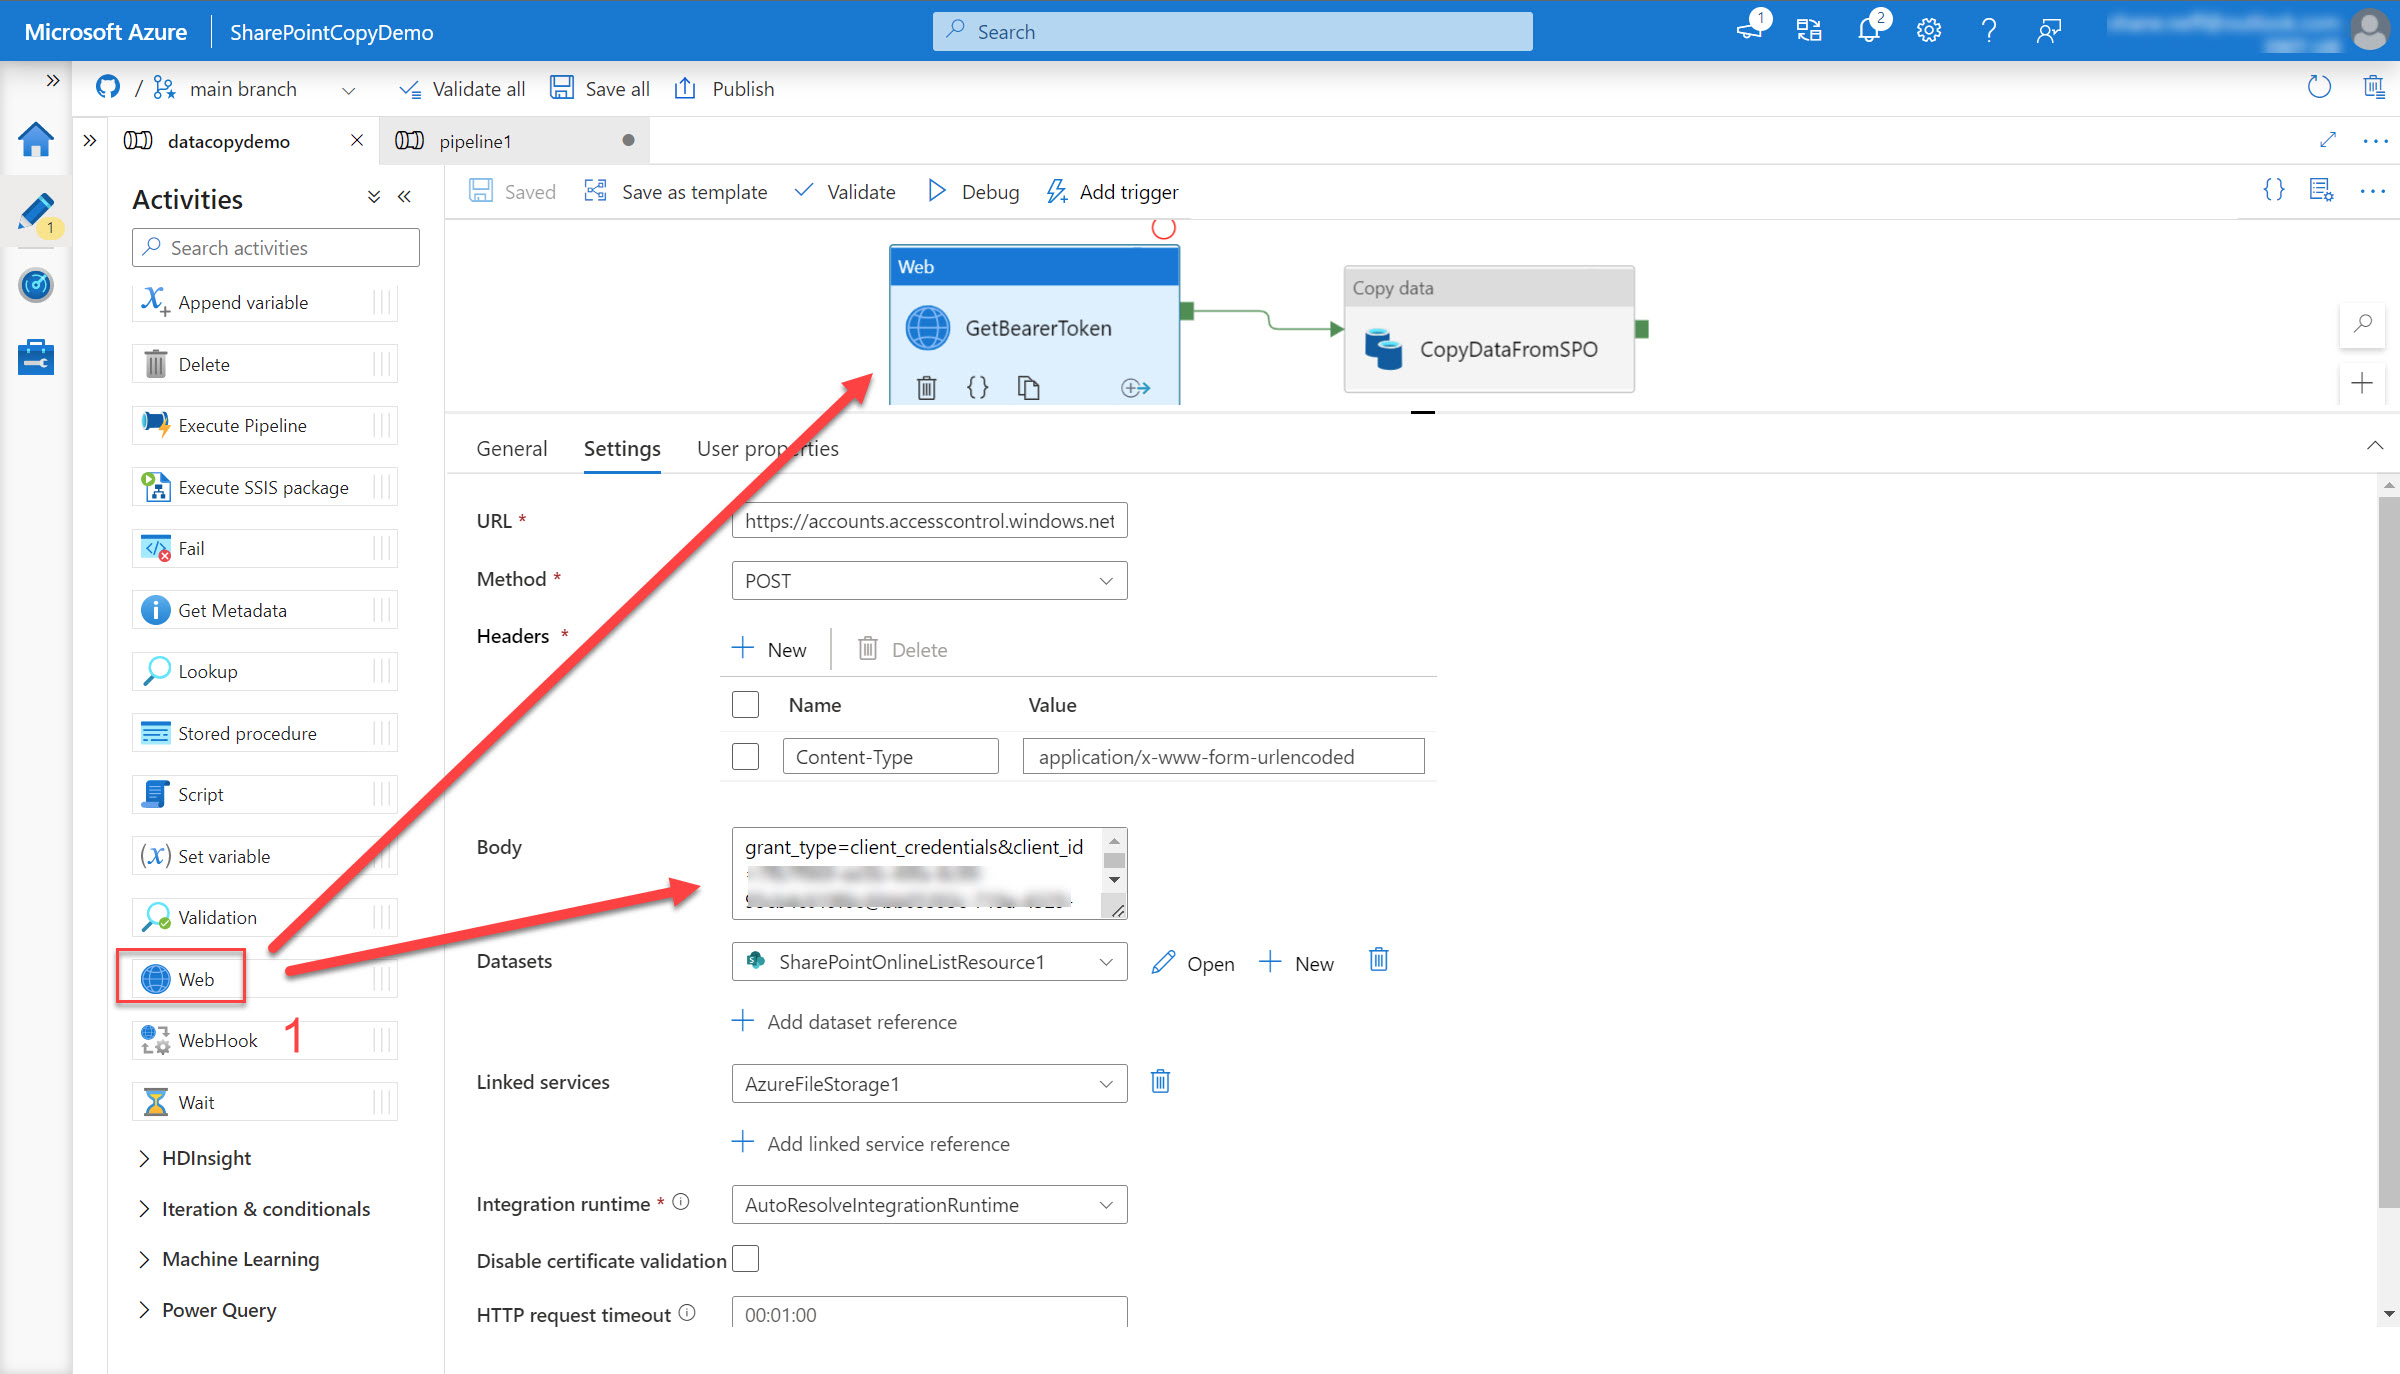 Microsoft Azure
SharePointCopyDemo
Search
1
2
/ main branch
Validate all
Save all
Publish
datacopydemo
pipeline1
1
Activities
Search activities
Append variable
Delete
Execute Pipeline
Execute SSIS package
Fail
Get Metadata
Lookup
Stored procedure
Script
Set variable
Validation
Web
WebHook
1
Wait
HDInsight
Iteration & conditionals
Machine Learning
Power Query
Saved
Save as template
Validate
Debug
Add trigger
Web
GetBearerToken
Copy data
CopyDataFromSPO
General
Settings
User properties
URL *
https://accounts.accesscontrol.windows.net
Method *
POST
Headers *
New
Delete
Name
Value
Content-Type
application/x-www-form-urlencoded
Body
grant_type=client_credentials&client_id
Datasets
SharePointOnlineListResource1
Open
New
Add dataset reference
Linked services
AzureFileStorage1
Add linked service reference
Integration runtime *
AutoResolveIntegrationRuntime
Disable certificate validation
HTTP request timeout
00:01:00